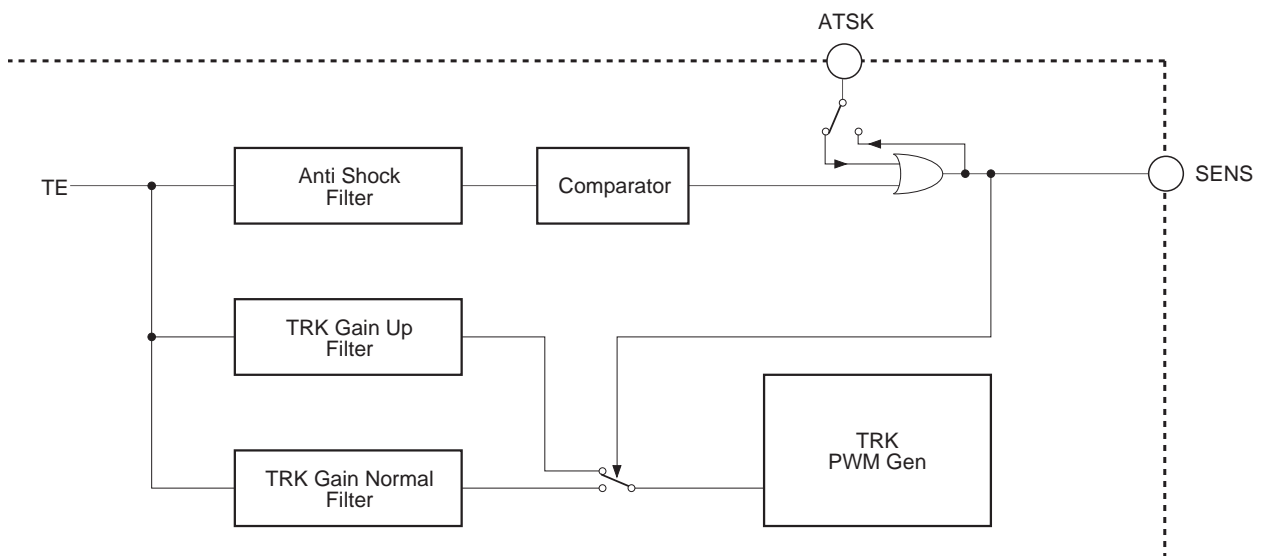 ATSK
TE
Anti Shock
Filter
Comparator
SENS
TRK Gain Up
Filter
TRK Gain Normal
Filter
TRK
PWM Gen